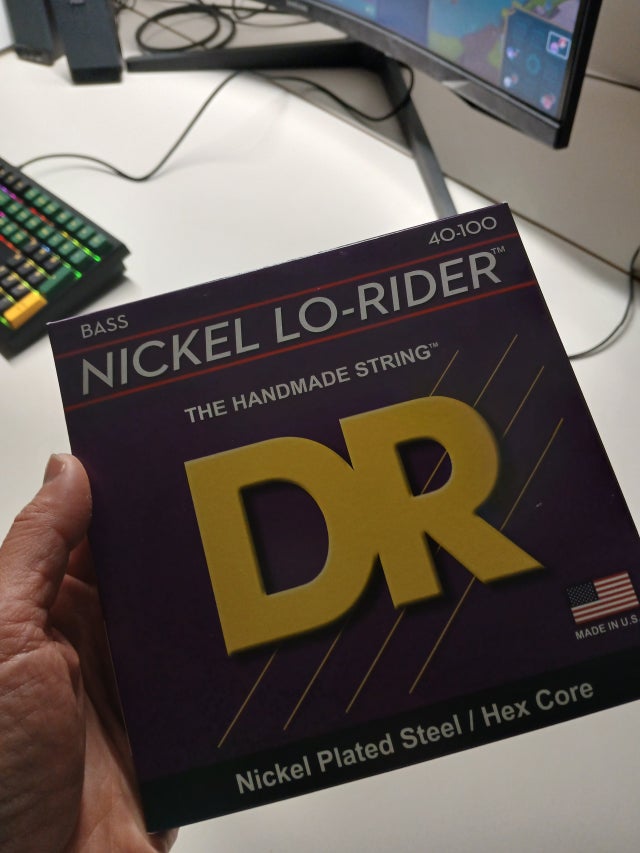 40-100
BASS
NICKEL LO-RIDER™
THE HANDMADE STRING™
DR
MADE IN U.S
Nickel Plated Steel / Hex Core